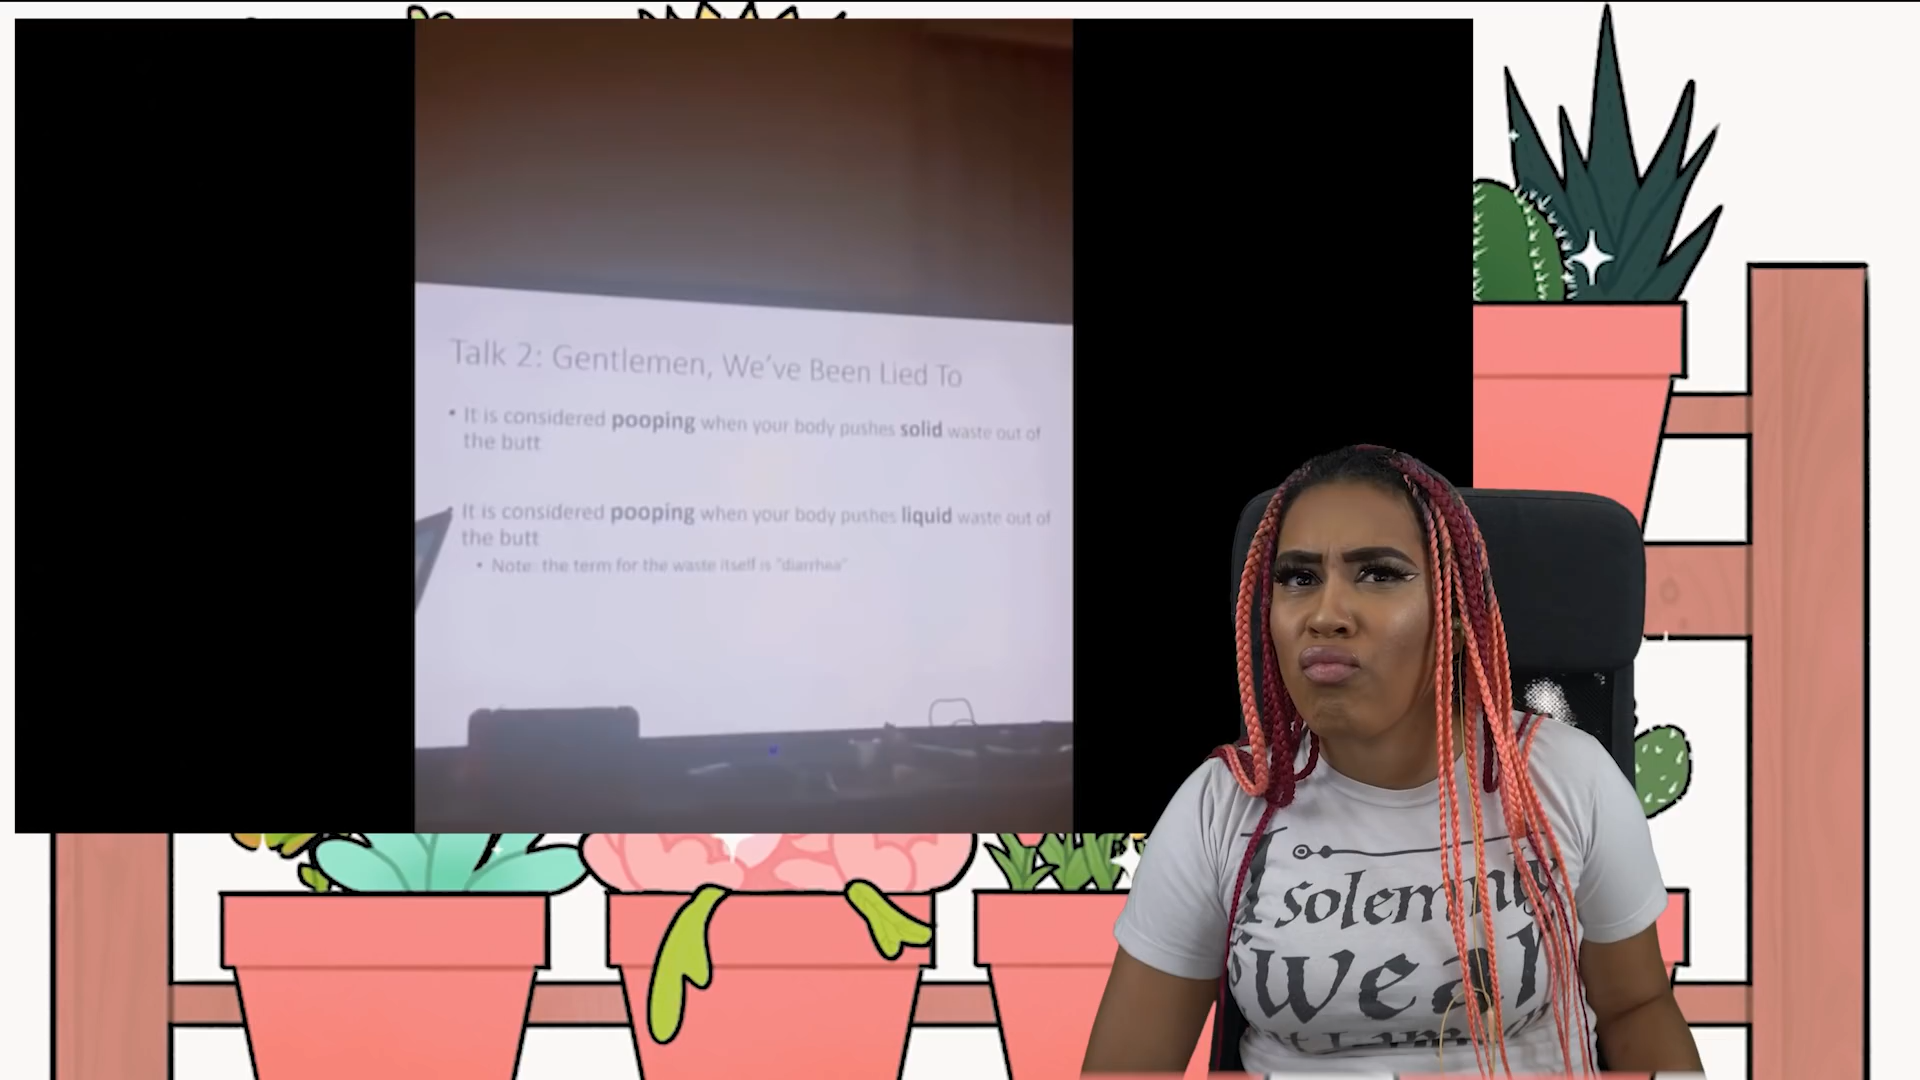 Talk 2: Gentlemen, We've Been Lied To
• It is considered pooping when your body pushes solid waste out of
the butt
It is considered pooping when your body pushes liquid waste out of
the butt
• Note: the term for the waste itself is "diarrhea"
I
solemnly
swear